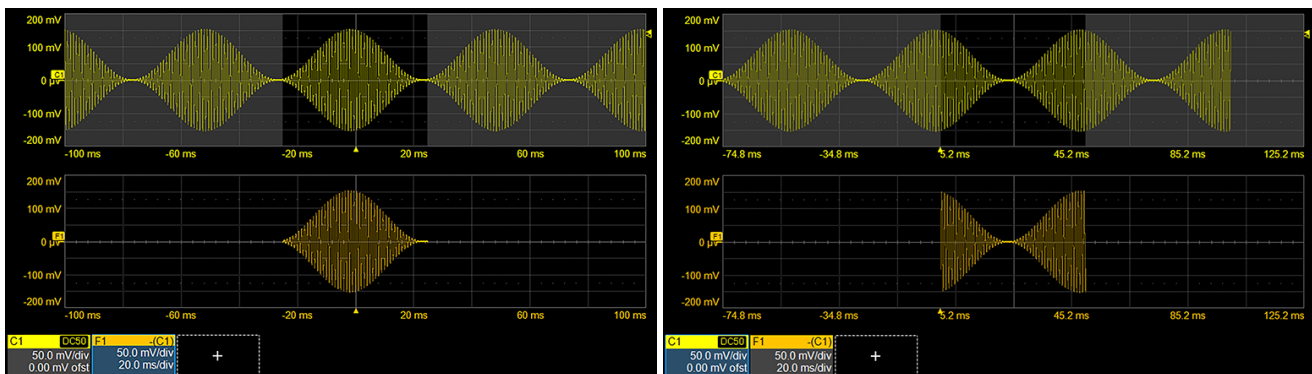 200 mV
100 mV
C1
0 µV
-100 mV
-200 mV
-100 ms -60 ms -20 ms 20 ms 60 ms 100 ms
200 mV
100 mV
F1
0 µV
-100 mV
-200 mV
-100 ms -60 ms -20 ms 20 ms 60 ms 100 ms
C1 DC50 F1 -(C1)
50.0 mV/div 50.0 mV/div +
0.00 mV ofst 20.0 ms/div
200 mV
100 mV
C1
0 µV
-100 mV
-200 mV
-74.8 ms -34.8 ms 5.2 ms 45.2 ms 85.2 ms 125.2 ms
200 mV
100 mV
F1
0 µV
-100 mV
-200 mV
-74.8 ms -34.8 ms 5.2 ms 45.2 ms 85.2 ms 125.2 ms
C1 DC50 F1 -(C1)
50.0 mV/div 50.0 mV/div +
0.00 mV ofst 20.0 ms/div